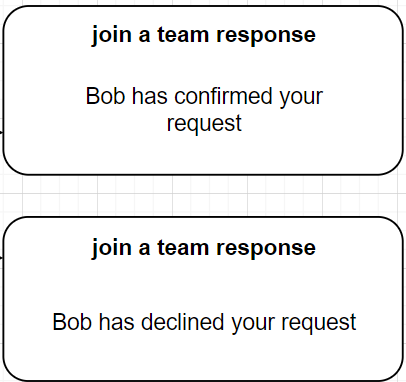 join a team response
Bob has confirmed your
request
join a team response
Bob has declined your request